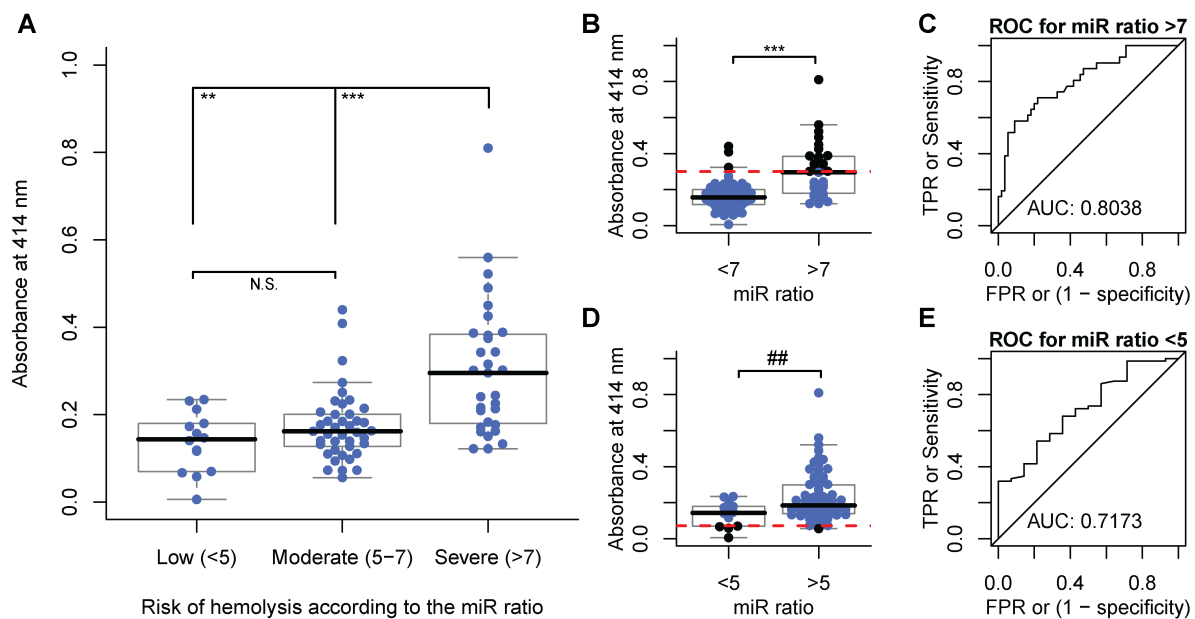 A
Absorbance at 414 nm
1.0
0.8
0.6
0.4
0.2
0.0
**
***
N.S.
Low (<5)
Moderate (5−7)
Severe (>7)
Risk of hemolysis according to the miR ratio
B
Absorbance at 414 nm
0.8
0.4
0.0
***
<7
>7
miR ratio
C
ROC for miR ratio >7
TPR or Sensitivity
0.8
0.4
0.0
AUC: 0.8038
0.0
0.4
0.8
FPR or (1 − specificity)
D
Absorbance at 414 nm
0.8
0.4
0.0
##
<5
>5
miR ratio
E
ROC for miR ratio <5
TPR or Sensitivity
0.8
0.4
0.0
AUC: 0.7173
0.0
0.4
0.8
FPR or (1 − specificity)